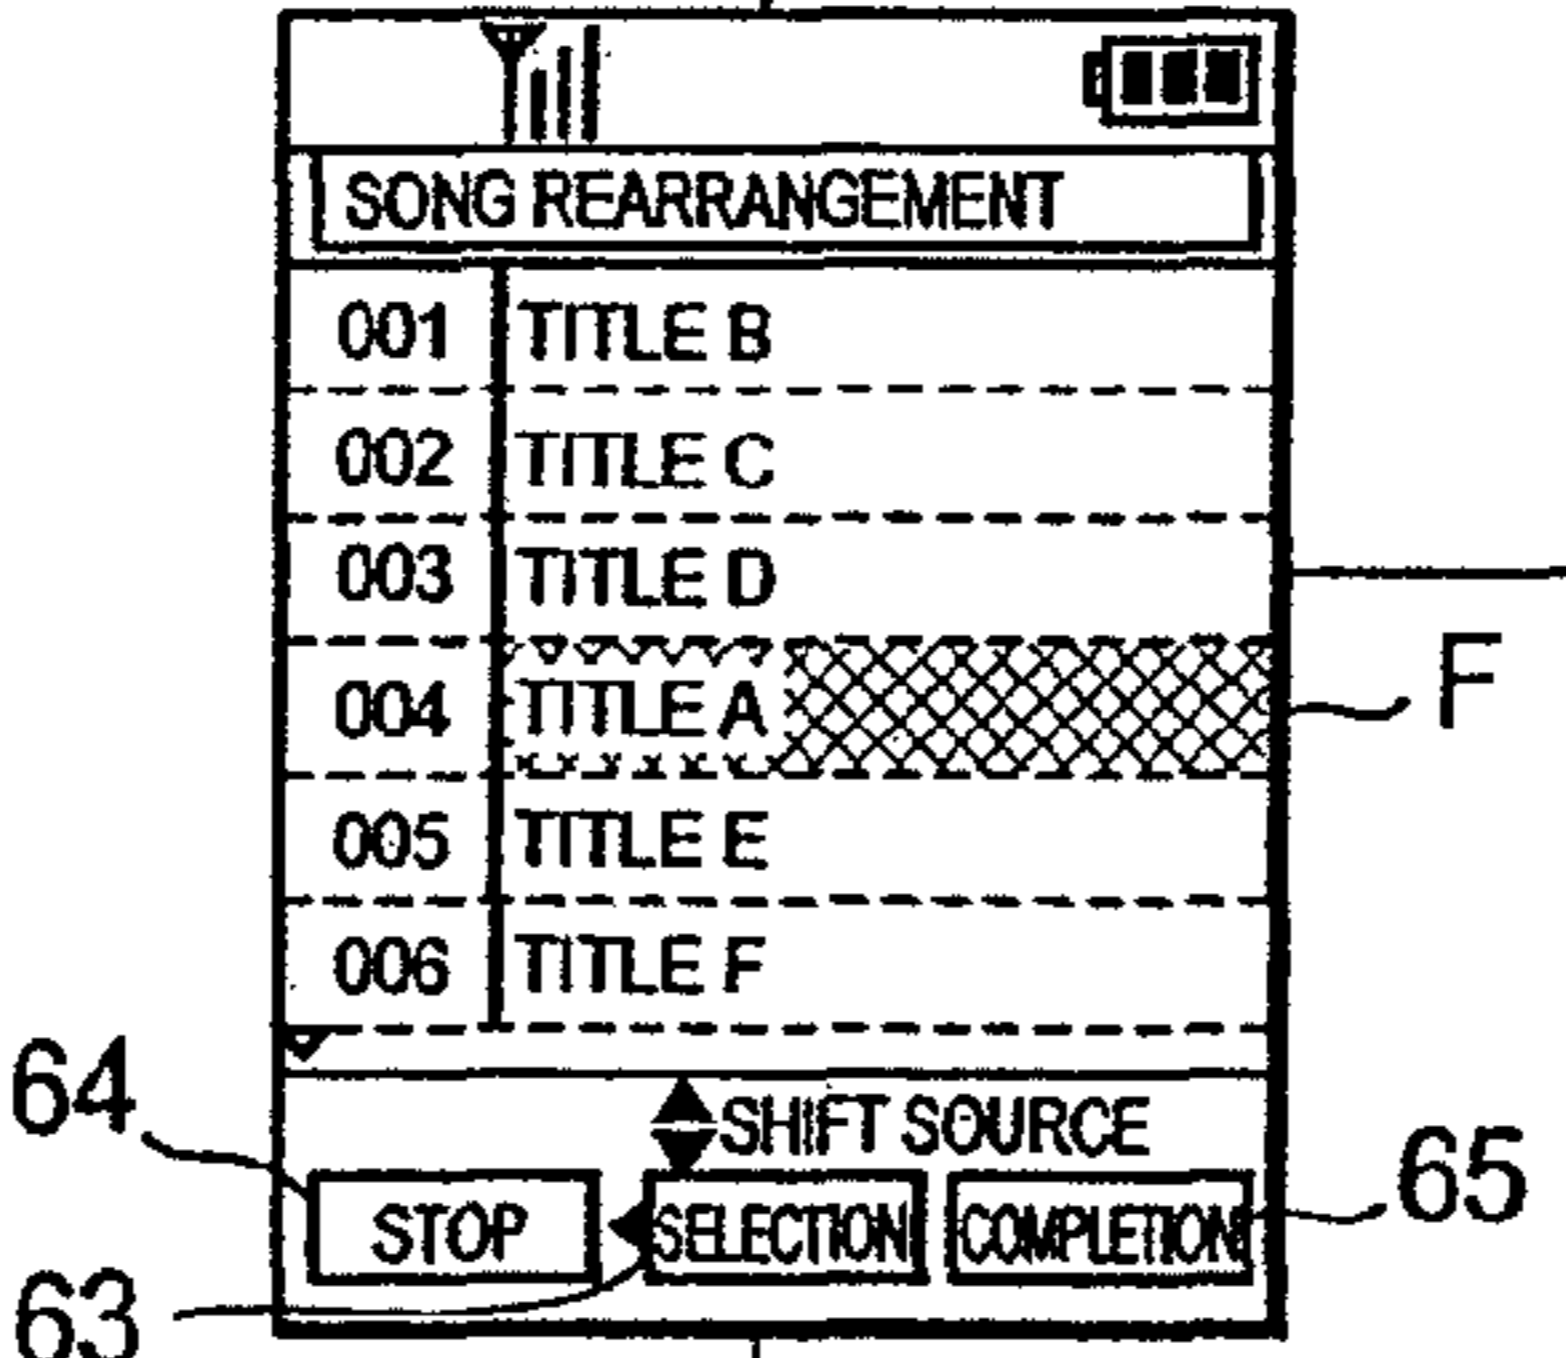 SONG REARRANGEMENT
001 TITLE B
002 TITLE C
003 TITLE D
004 TITLE A
F
005 TITLE E
006 TITLE F
64
SHIFT SOURCE
STOP SELECTION COMPLETION
65
63